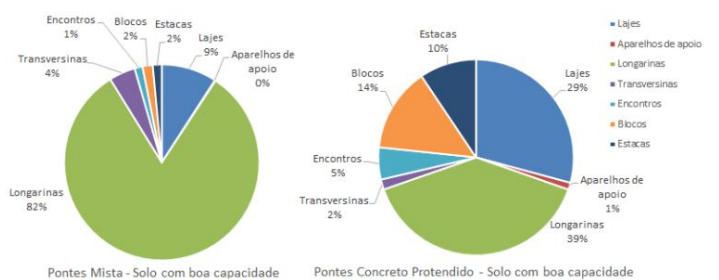 Encontros
1%
Blocos
2%
Estacas
2%
Lajes
9%
Aparelhos de
apoio
0%
Transversinas
4%
Longarinas
82%
Pontes Mista - Solo com boa capacidade
Estacas
10%
Blocos
14%
Lajes
29%
Encontros
5%
Transversinas
2%
Aparelhos de
apoio
1%
Longarinas
39%
Pontes Concreto Protendido - Solo com boa capacidade
Lajes
Aparelhos de apoio
Longarinas
Transversinas
Encontros
Blocos
Estacas